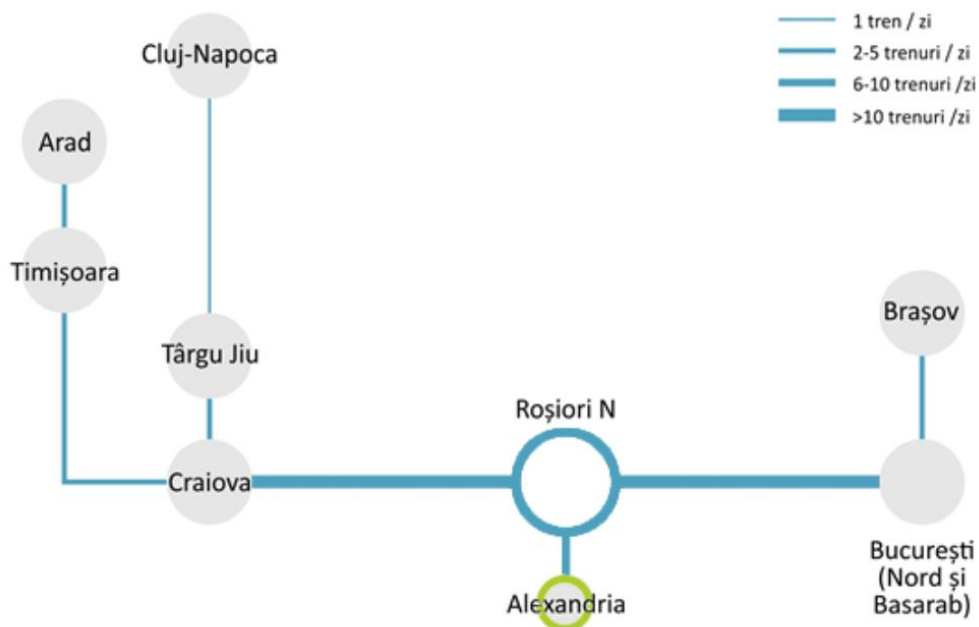 1 tren / zi
2-5 trenuri / zi
6-10 trenuri /zi
>10 trenuri /zi
Cluj-Napoca
Arad
Timișoara
Brașov
Târgu Jiu
Roșiori N
Craiova
București
(Nord și
Basarab)
Alexandria